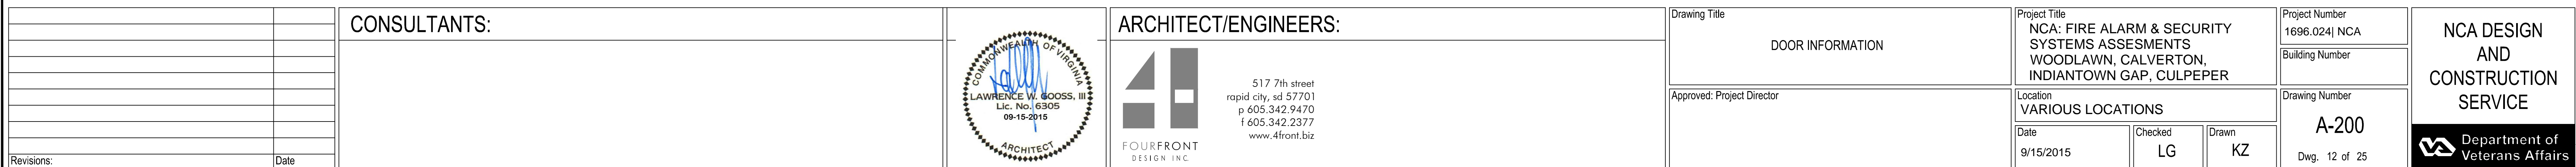 Revisions:
Date
CONSULTANTS:
COMMONWEALTH OF VIRGINIA
LAWRENCE W. GOOSS, III
Lic. No. 6305
09-15-2015
ARCHITECT
ARCHITECT/ENGINEERS:
FOURFRONT
DESIGN INC.
517 7th street
rapid city, sd 57701
p 605.342.9470
f 605.342.2377
www.4front.biz
Drawing Title
DOOR INFORMATION
Approved: Project Director
Project Title
NCA: FIRE ALARM & SECURITY
SYSTEMS ASSESMENTS
WOODLAWN, CALVERTON,
INDIANTOWN GAP, CULPEPER
Location
VARIOUS LOCATIONS
Date
9/15/2015
Checked
LG
Drawn
KZ
Project Number
1696.024| NCA
Building Number
Drawing Number
A-200
Dwg. 12 of 25
NCA DESIGN
AND
CONSTRUCTION
SERVICE
VA
Department of
Veterans Affairs